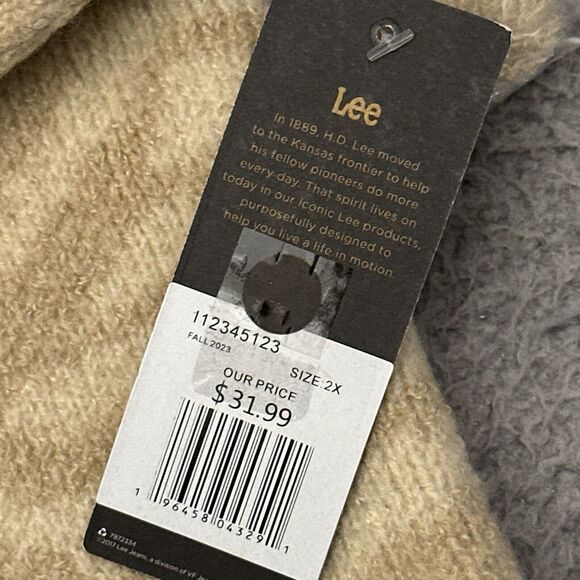 Lee
In 1889, H.D. Lee moved
to the Kansas frontier to help
his fellow pioneers do more
every day. That spirit lives on
today in our iconic Lee products,
purposefully designed to
help you live a life in motion.
112345123
FALL 2023
SIZE:2X
OUR PRICE
$31.99
1 96458 04329 1
7972334
©2017 Lee Jeans, a division of VF